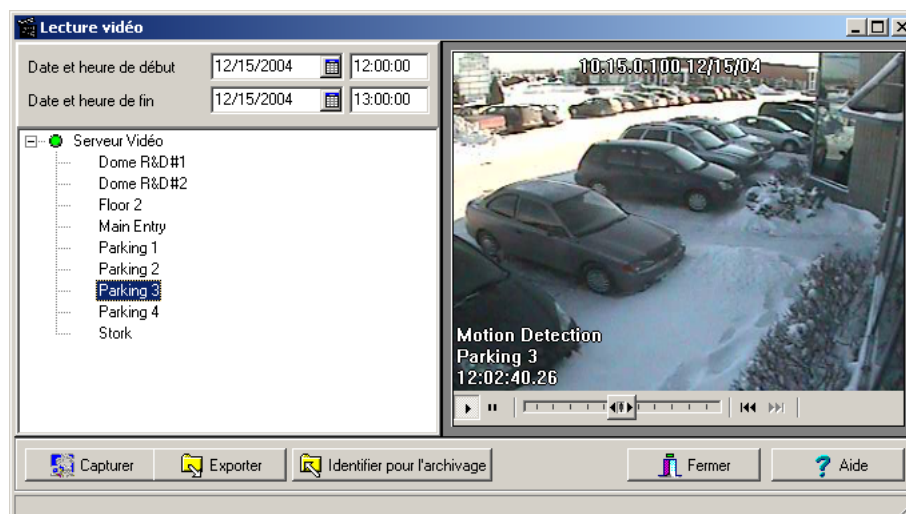 Lecture vidéo
Date et heure de début 12/15/2004 12:00:00
Date et heure de fin 12/15/2004 13:00:00
Serveur Vidéo
Dome R&D#1
Dome R&D#2
Floor 2
Main Entry
Parking 1
Parking 2
Parking 3
Parking 4
Stork
10.15.0.100 12/15/04
Motion Detection
Parking 3
12:02:40.26
Capturer Exporter Identifier pour l'archivage Fermer ? Aide